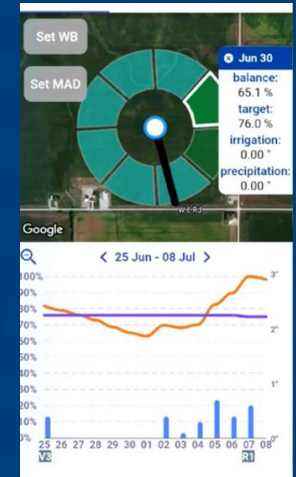 Set WB
Set MAD
Jun 30
balance:
65.1 %
target:
76.0 %
irrigation:
0.00 "
precipitation:
0.00 "
Google
25 Jun - 08 Jul
100%
90%
80%
70%
60%
50%
40%
30%
20%
10%
0%
3"
2"
1"
0"
25 26 27 28 29 30 01 02 03 04 05 06 07 08
V3
R1